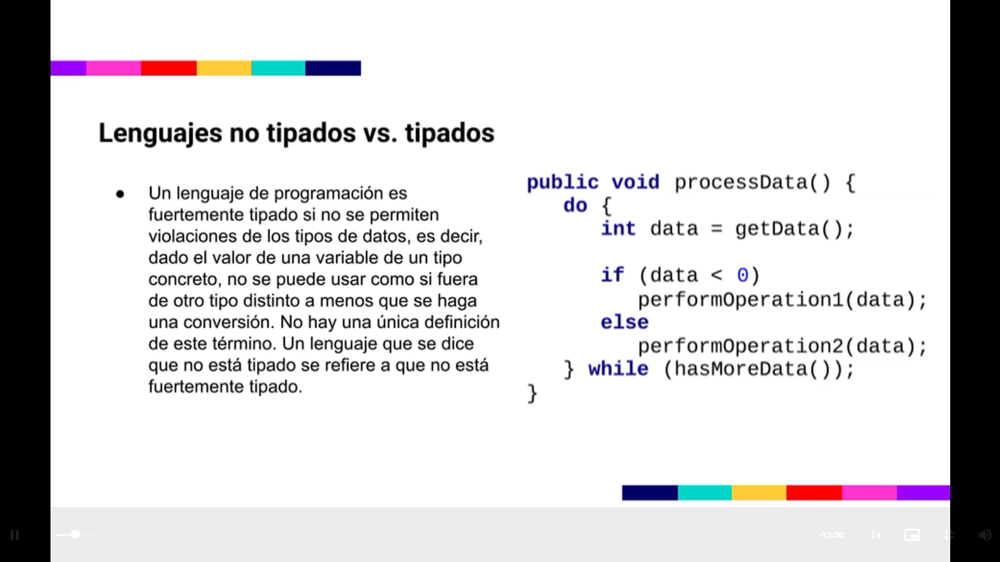 Lenguajes no tipados vs. tipados
● Un lenguaje de programación es
fuertemente tipado si no se permiten
violaciones de los tipos de datos, es decir,
dado el valor de una variable de un tipo
concreto, no se puede usar como si fuera
de otro tipo distinto a menos que se haga
una conversión. No hay una única definición
de este término. Un lenguaje que se dice
que no está tipado se refiere a que no está
fuertemente tipado.
public void processData() {
do {
int data = getData();
if (data < 0)
performOperation1(data);
else
performOperation2(data);
} while (hasMoreData());
}
-15:30
1x